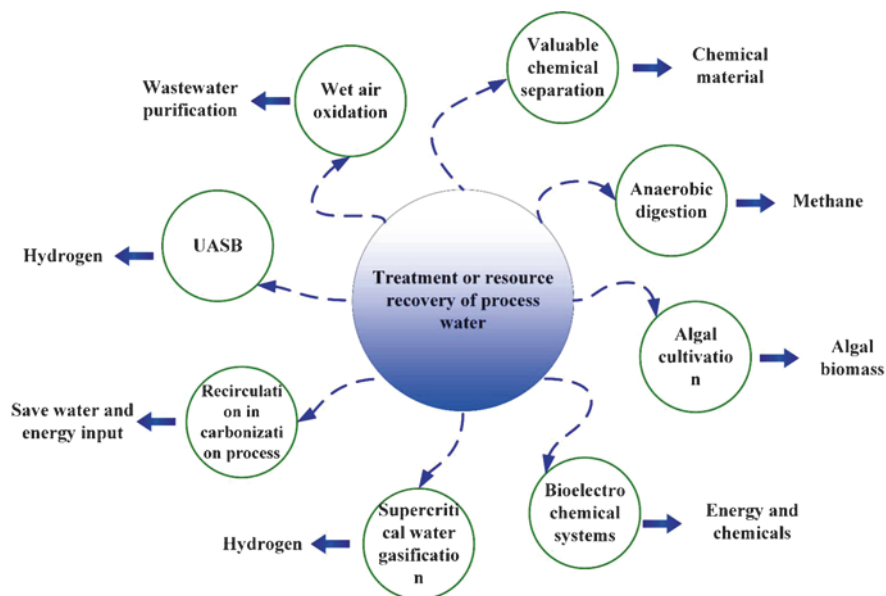 Valuable
chemical
separation
Chemical
material
Wet air
oxidation
Wastewater
purification
Anaerobic
digestion
Methane
UASB
Hydrogen
Treatment or resource
recovery of process
water
Algal
cultivatio
n
Algal
biomass
Recirculati
on in
carbonizati
on process
Save water and
energy input
Supercriti
cal water
gasificatio
n
Hydrogen
Bioelectro
chemical
systems
Energy and
chemicals